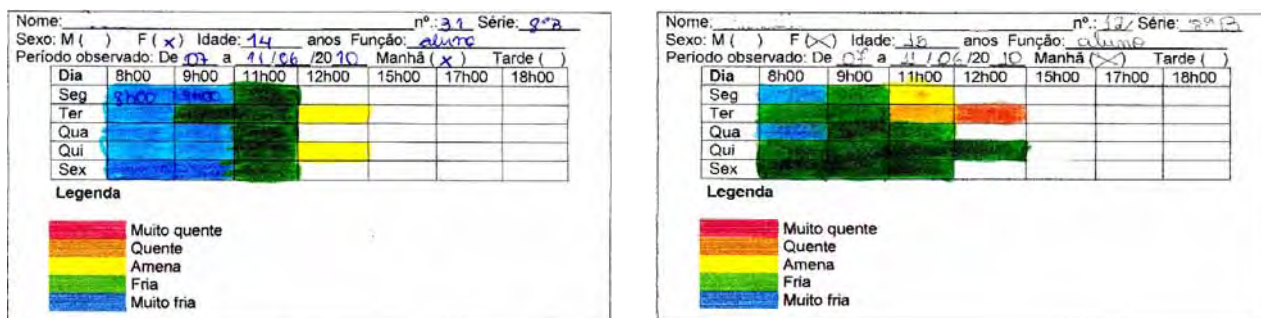 Nome: nº.: 31 Série: 8ªB
Sexo: M ( ) F (x) Idade: 14 anos Função: aluno
Período observado: De 07 a 11/06 /20 10 Manhã (x) Tarde ( )
Dia 8h00 9h00 11h00 12h00 15h00 17h00 18h00
Seg 8h00 9h00
Ter
Qua
Qui
Sex
Legenda
Muito quente
Quente
Amena
Fria
Muito fria
Nome: nº.: 12 Série: 8ªB
Sexo: M ( ) F (x) Idade: anos Função: aluno
Período observado: De 07 a 11 /06 /20 10 Manhã (x) Tarde ( )
Dia 8h00 9h00 11h00 12h00 15h00 17h00 18h00
Seg
Ter
Qua
Qui
Sex
Legenda
Muito quente
Quente
Amena
Fria
Muito fria